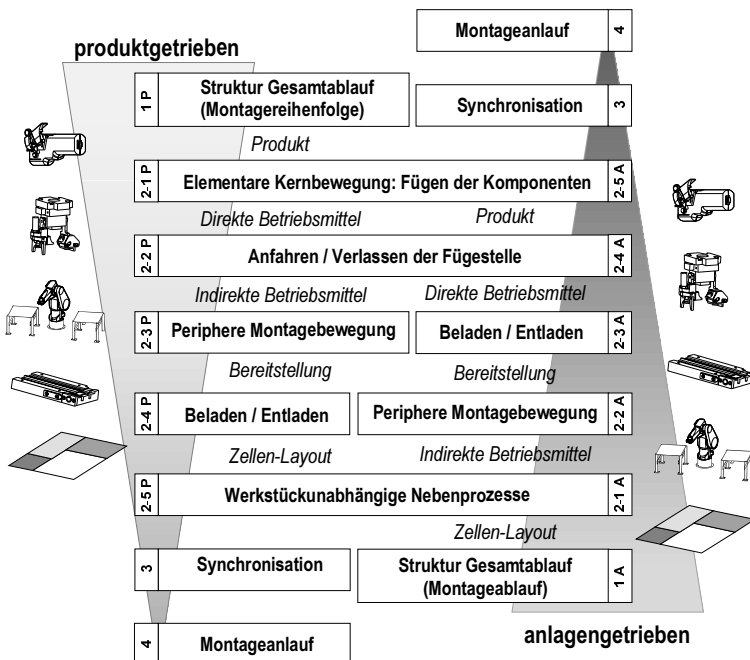 Montageanlauf
4
produktgetrieben
1 P
Struktur Gesamtablauf
(Montagereihenfolge)
Synchronisation
3
Produkt
2-1 P
Elementare Kernbewegung: Fügen der Komponenten
2-5 A
Direkte Betriebsmittel
Produkt
2-2 P
Anfahren / Verlassen der Fügestelle
2-4 A
Indirekte Betriebsmittel
Direkte Betriebsmittel
2-3 P
Periphere Montagebewegung
Beladen / Entladen
2-3 A
Bereitstellung
Bereitstellung
2-4 P
Beladen / Entladen
Periphere Montagebewegung
2-2 A
Zellen-Layout
Indirekte Betriebsmittel
2-5 P
Werkstückunabhängige Nebenprozesse
2-1 A
Zellen-Layout
3
Synchronisation
Struktur Gesamtablauf
(Montageablauf)
1 A
4
Montageanlauf
anlagengetrieben